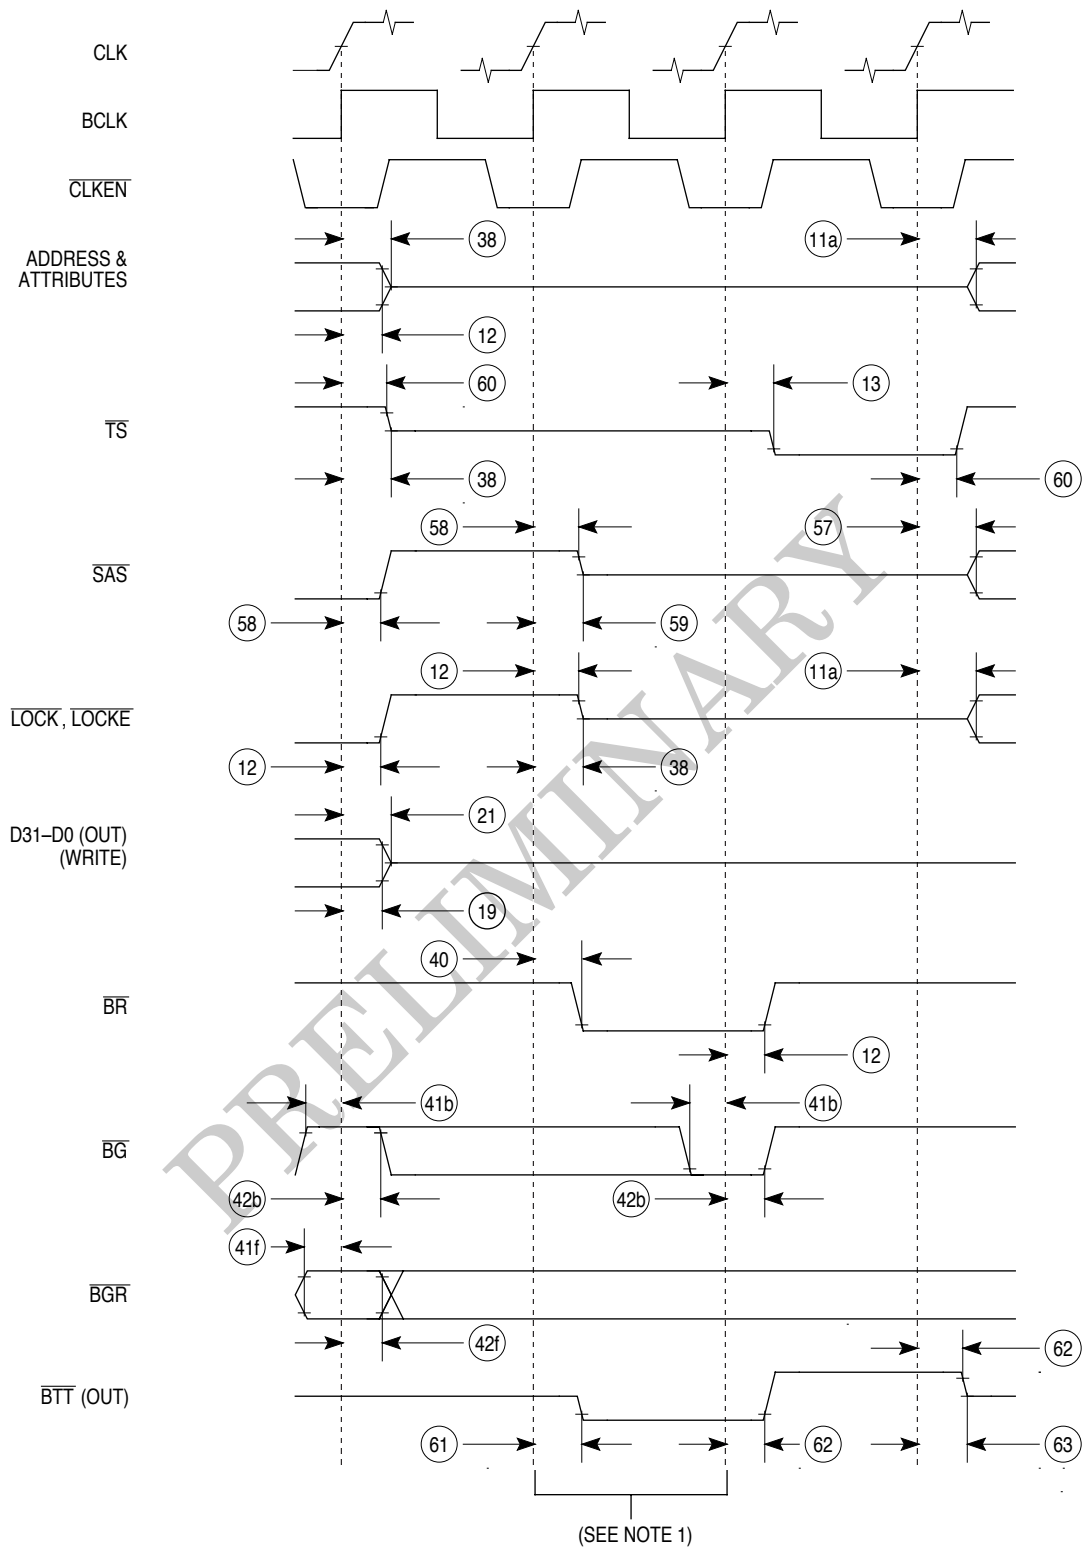 CLK
BCLK
CLKEN
38
11a
ADDRESS &
ATTRIBUTES
12
60
13
TS
38
60
58
57
SAS
58
59
12
11a
LOCK, LOCKE
12
38
21
D31–D0 (OUT)
(WRITE)
19
40
BR
12
41b
41b
BG
42b
42b
41f
BGR
42f
62
BTT (OUT)
61
62
63
(SEE NOTE 1)
PRELIMINARY